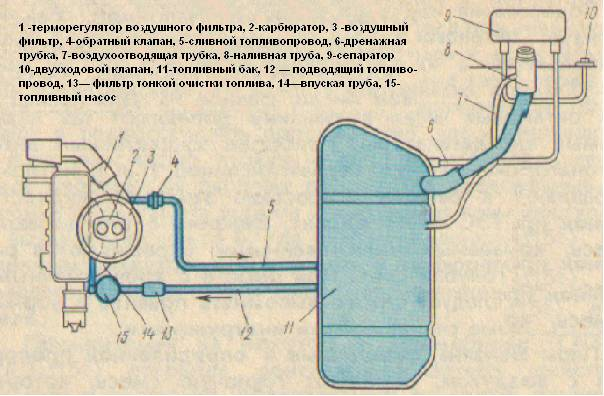 1 -терморегулятор воздушного фильтра, 2-карбюратор, 3 -воздушный
фильтр, 4-обратный клапан, 5-сливной топливопровод, 6-дренажная
трубка, 7-воздухоотводящая трубка, 8-наливная труба, 9-сепаратор
10-двухходовой клапан, 11-топливный бак, 12 — подводящий топливо-
провод, 13— фильтр тонкой очистки топлива, 14—впуская труба, 15-
топливный насос
9
10
8
7
6
1
2
3
4
5
11
15
14
13
12